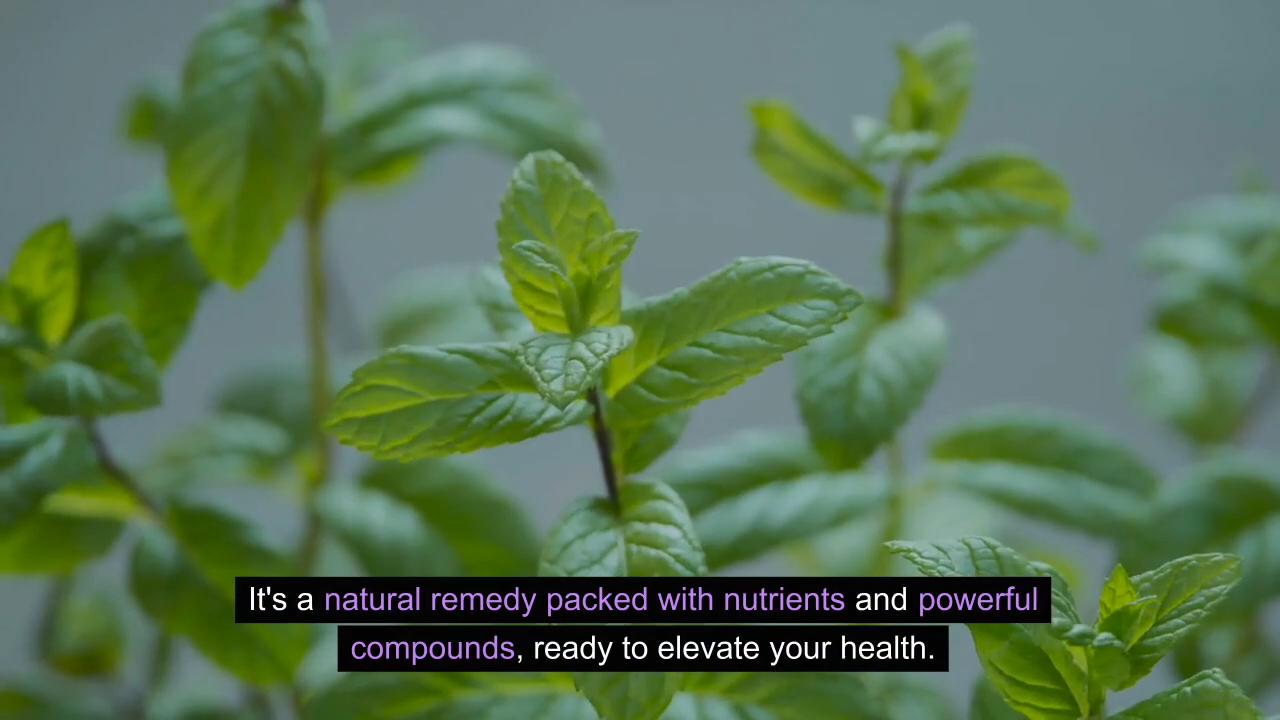 It's a natural remedy packed with nutrients and powerful
compounds, ready to elevate your health.